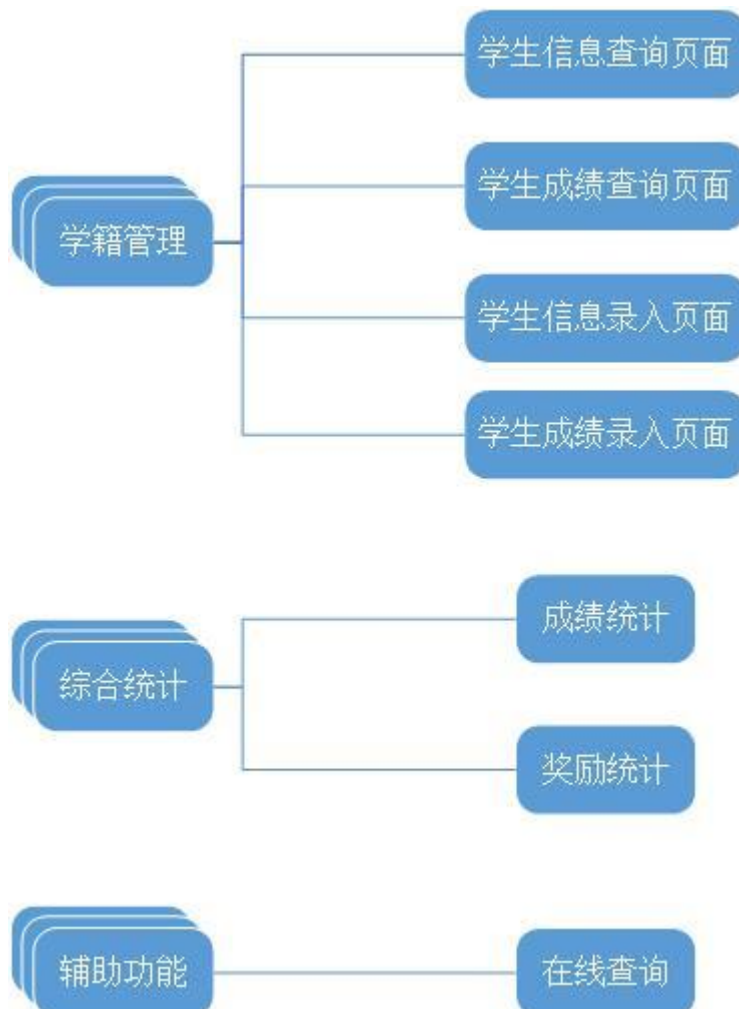 学籍管理
学生信息查询页面
学生成绩查询页面
学生信息录入页面
学生成绩录入页面
综合统计
成绩统计
奖励统计
辅助功能
在线查询